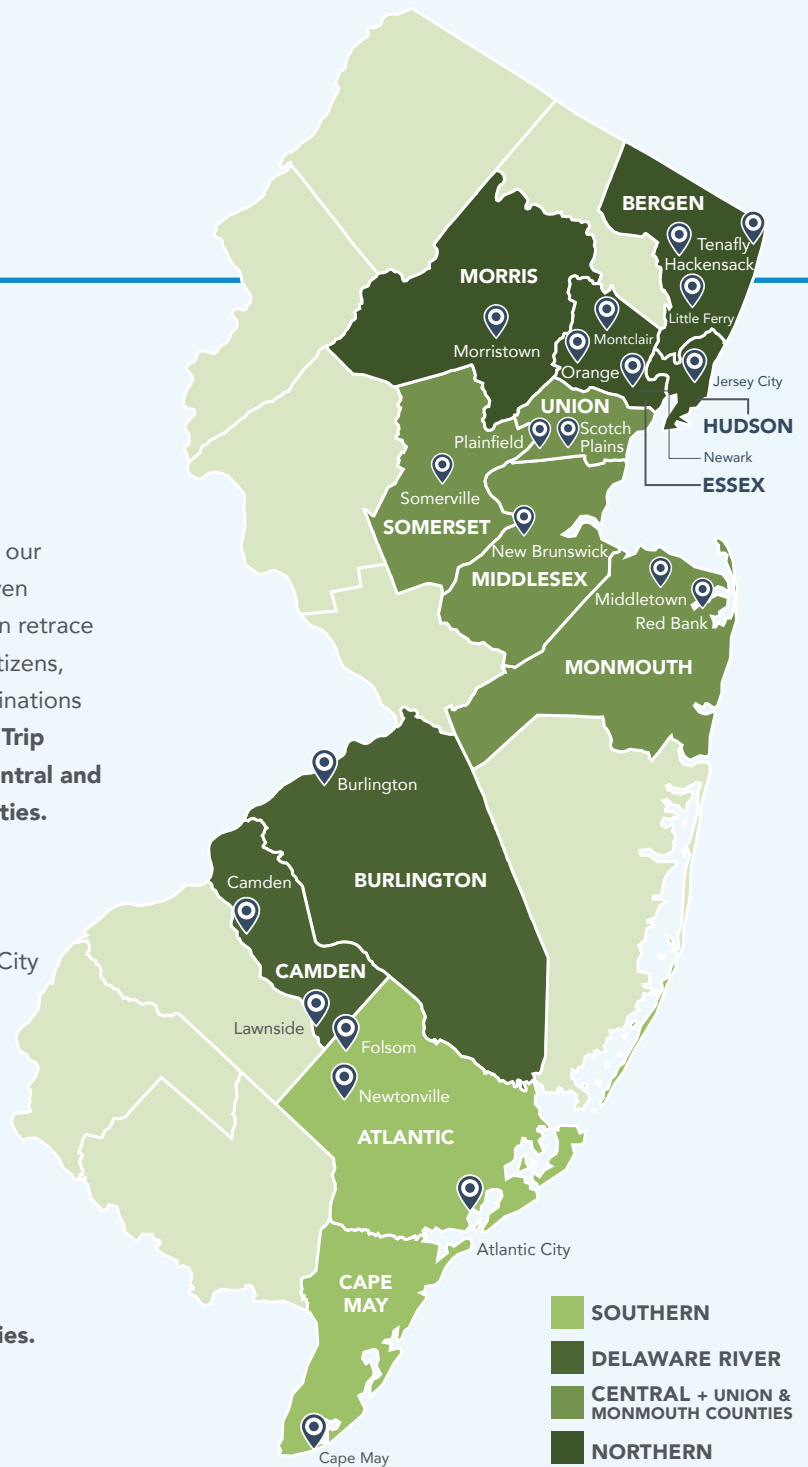 BERGEN
Tenafly
Hackensack
Little Ferry
MORRIS
Morristown
Montclair
Orange
Jersey City
HUDSON
Newark
ESSEX
UNION
Plainfield
Scotch
Plains
Somerville
SOMERSET
New Brunswick
MIDDLESEX
Middletown
Red Bank
MONMOUTH
our
ven
n retrace
tizens,
inations
Trip
entral and
ties.
Burlington
BURLINGTON
Camden
CAMDEN
City
Lawnside
Folsom
Newtonville
ATLANTIC
Atlantic City
CAPE
MAY
ies.
Cape May
SOUTHERN
DELAWARE RIVER
CENTRAL + UNION &
MONMOUTH COUNTIES
NORTHERN